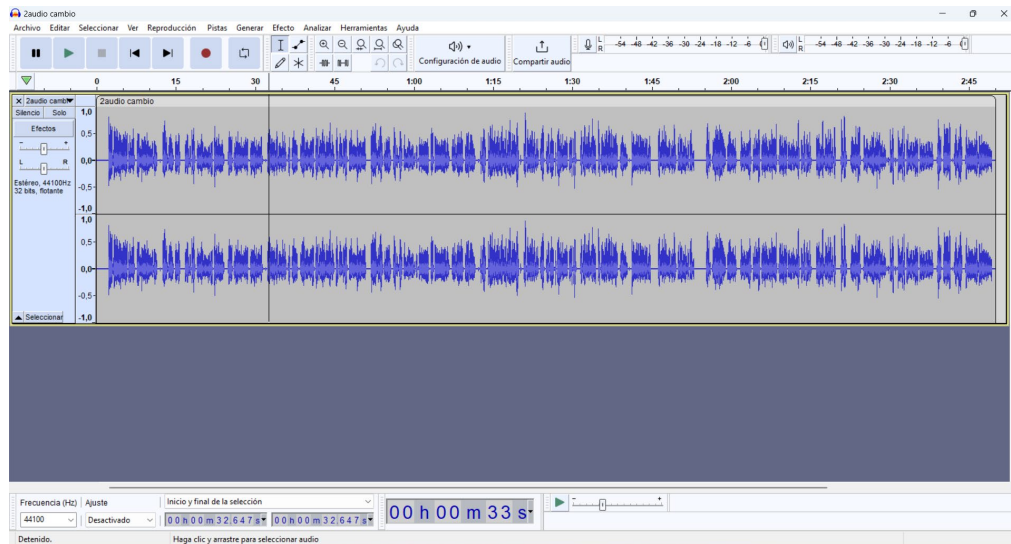 2audio cambio
Archivo Editar Seleccionar Ver Reproducción Pistas Generar Efecto Analizar Herramientas Ayuda
Configuración de audio
Compartir audio
L
R
-54 -48 -42 -36 -30 -24 -18 -12 -6 0
L
R
-54 -48 -42 -36 -30 -24 -18 -12 -6 0
0 15 30 45 1:00 1:15 1:30 1:45 2:00 2:15 2:30 2:45
2audio camb
2audio cambio
Silencio Solo
Efectos
- +
L R
Estéreo, 44100Hz
32 bits, flotante
Seleccionar
1,0
0,5
0,0
-0,5
-1,0
1,0
0,5
0,0
-0,5
-1,0
Frecuencia (Hz) Ajuste
44100 Desactivado
Inicio y final de la selección
00 h 00 m 32,647 s 00 h 00 m 32,647 s
00 h 00 m 33 s
- +
Detenido. Haga clic y arrastre para seleccionar audio